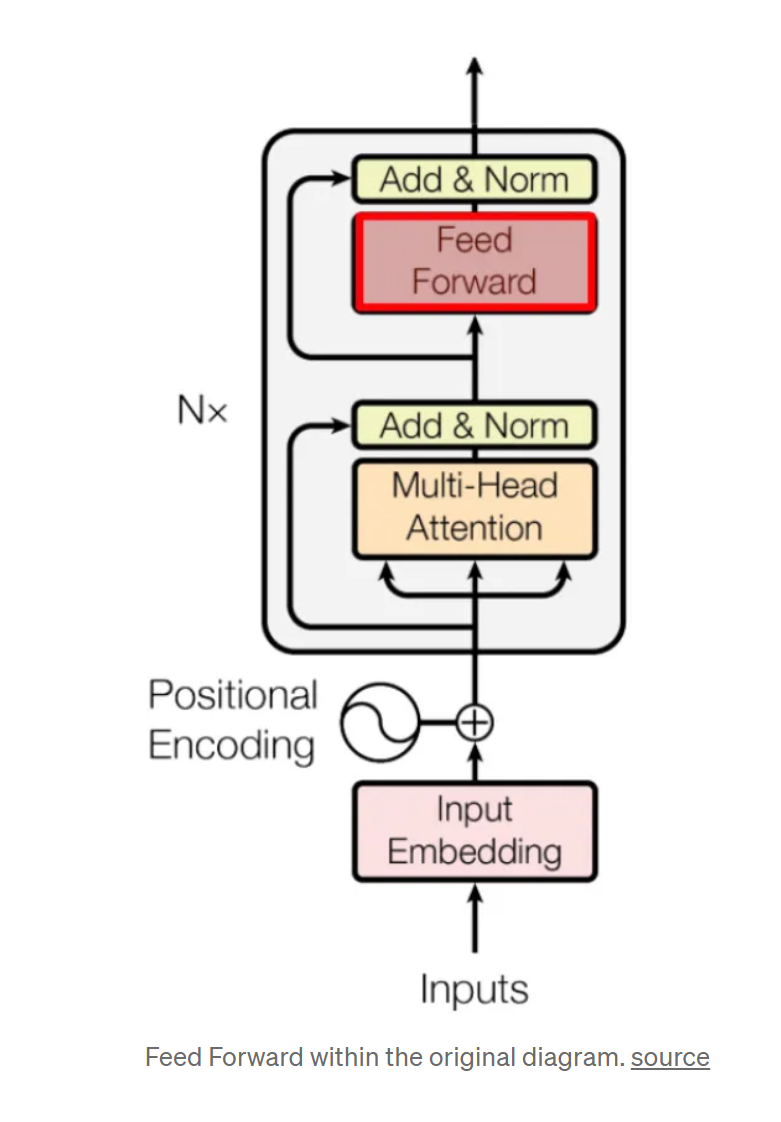 Add & Norm
Feed
Forward
Nx
Add & Norm
Multi-Head
Attention
Positional
Encoding
Input
Embedding
Inputs
Feed Forward within the original diagram. source